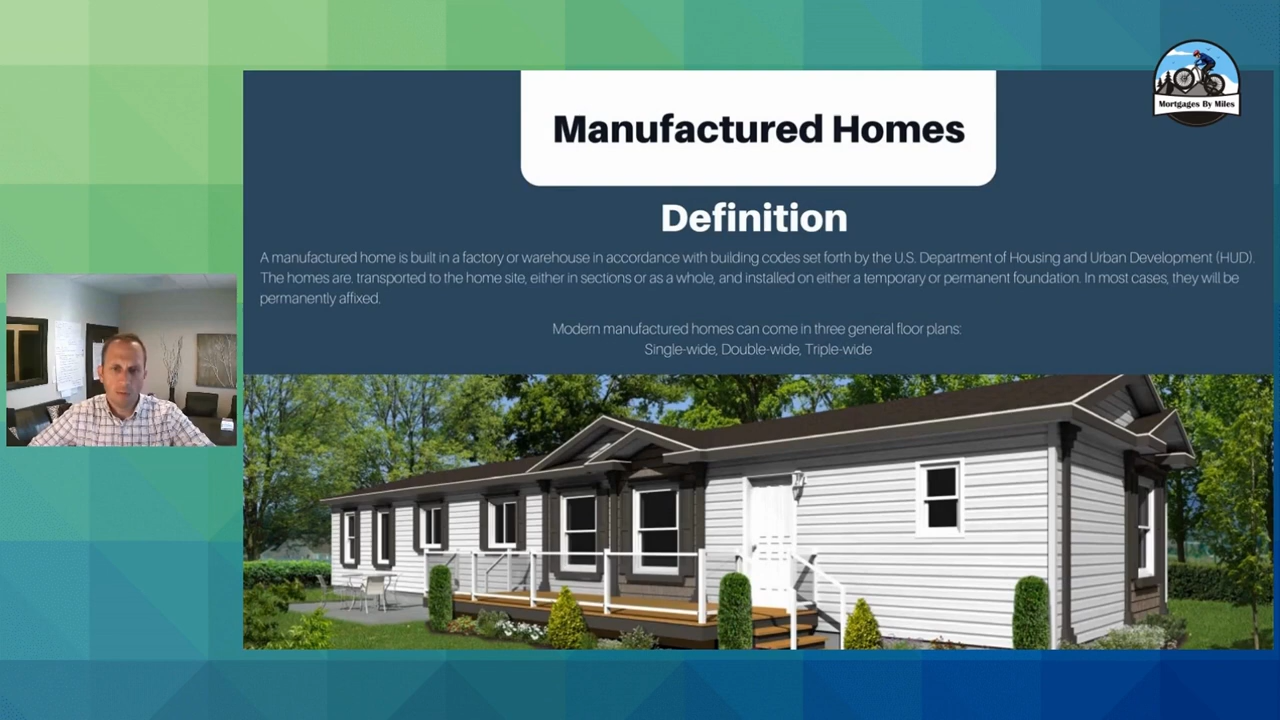 Mortgages By Miles
Manufactured Homes
Definition
A manufactured home is built in a factory or warehouse in accordance with building codes set forth by the U.S. Department of Housing and Urban Development (HUD).
The homes are, transported to the home site, either in sections or as a whole, and installed on either a temporary or permanent foundation. In most cases, they will be
permanently affixed.
Modern manufactured homes can come in three general floor plans:
Single-wide, Double-wide, Triple-wide